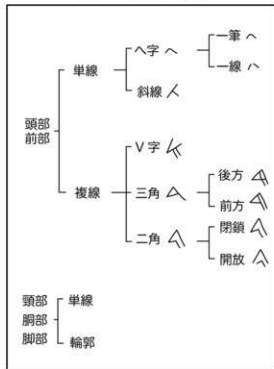 一筆
へ字
一線
単線
斜線
頭部
前部
V字
後方
複線
三角
前方
閉鎖
二角
開放
頸部
単線
胴部
脚部
輪郭